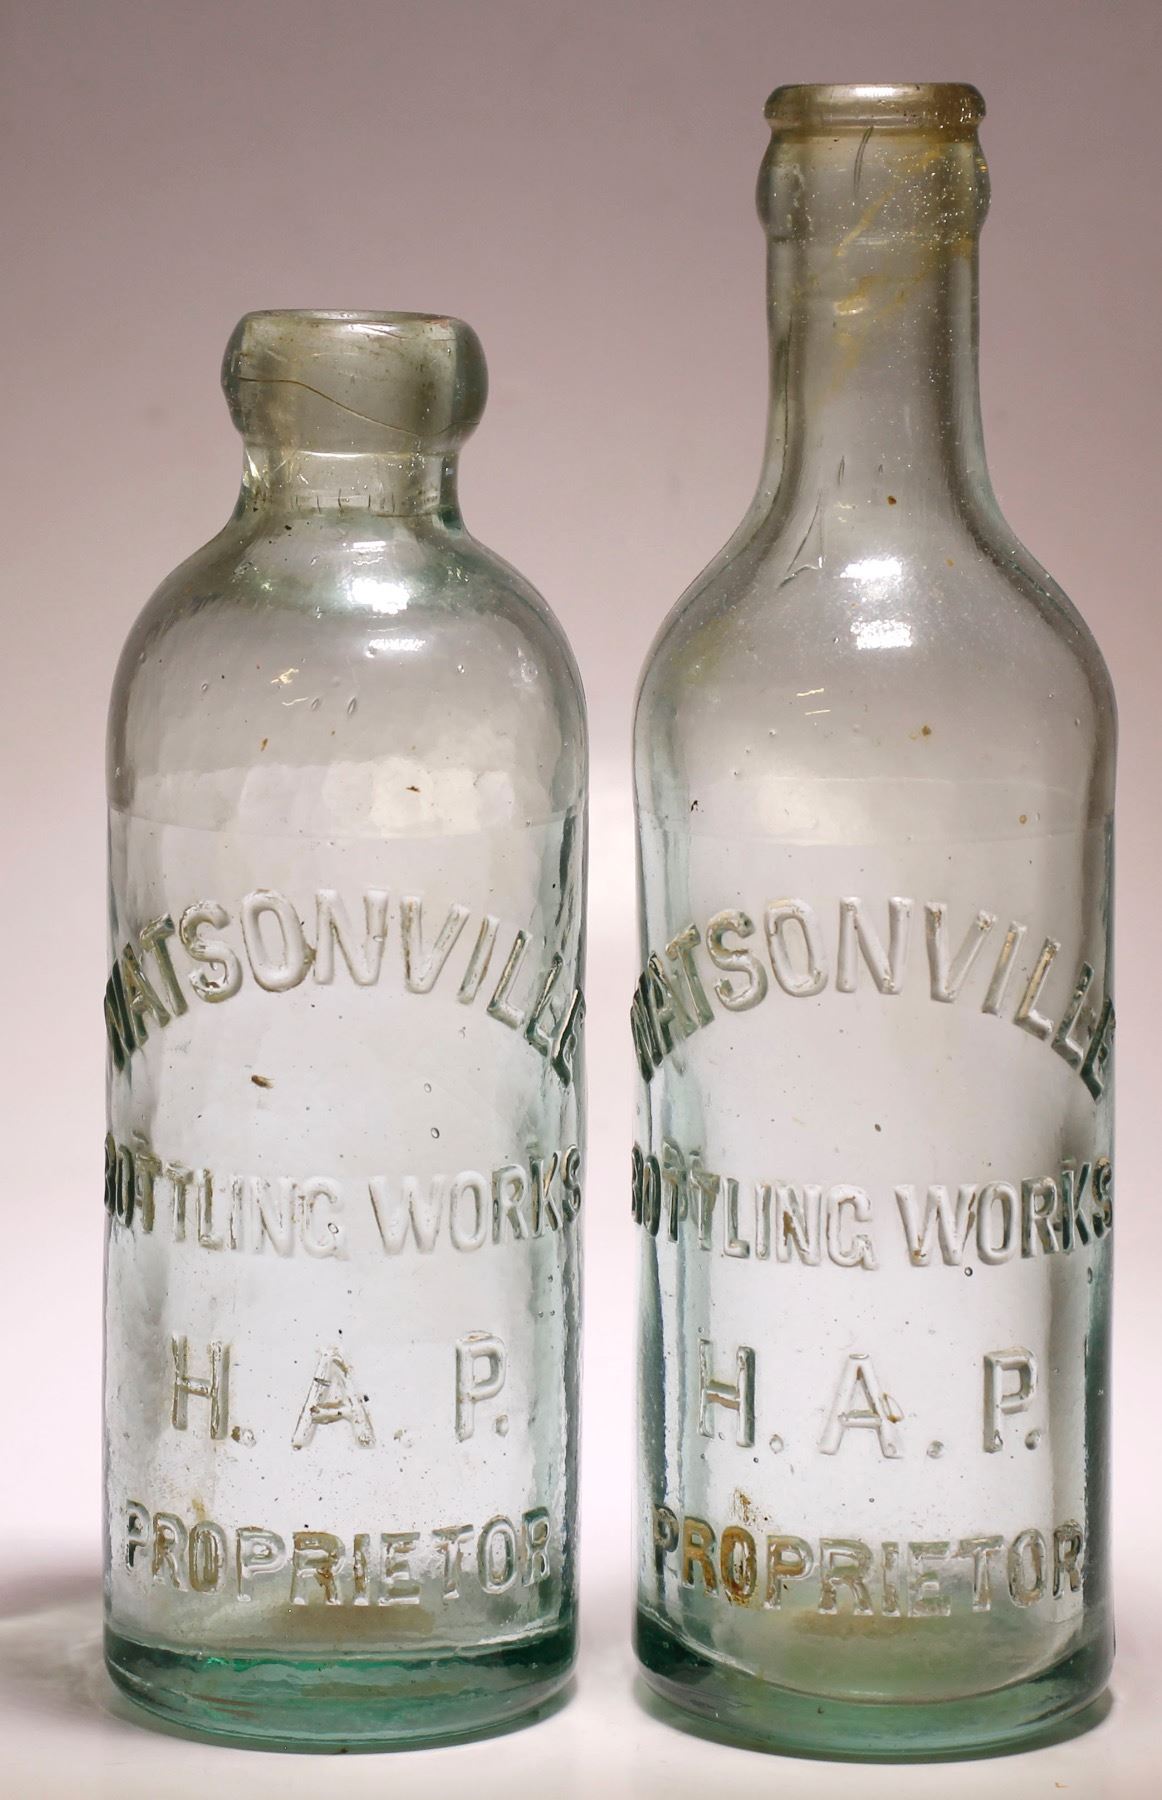 WATSONVILLE
BOTTLING WORKS
H. A. P.
PROPRIETOR
WATSONVILLE
BOTTLING WORKS
H. A. P.
PROPRIETOR